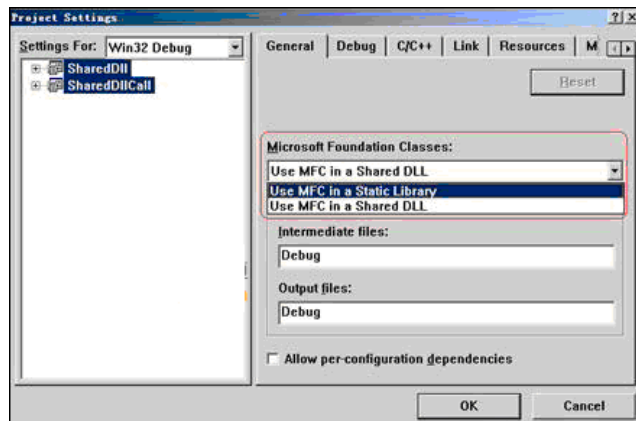 Project Settings
Settings For: Win32 Debug
SharedDll
SharedDllCall
General Debug C/C++ Link Resources M
Reset
Microsoft Foundation Classes:
Use MFC in a Shared DLL
Use MFC in a Static Library
Use MFC in a Shared DLL
Intermediate files:
Debug
Output files:
Debug
Allow per-configuration dependencies
OK Cancel